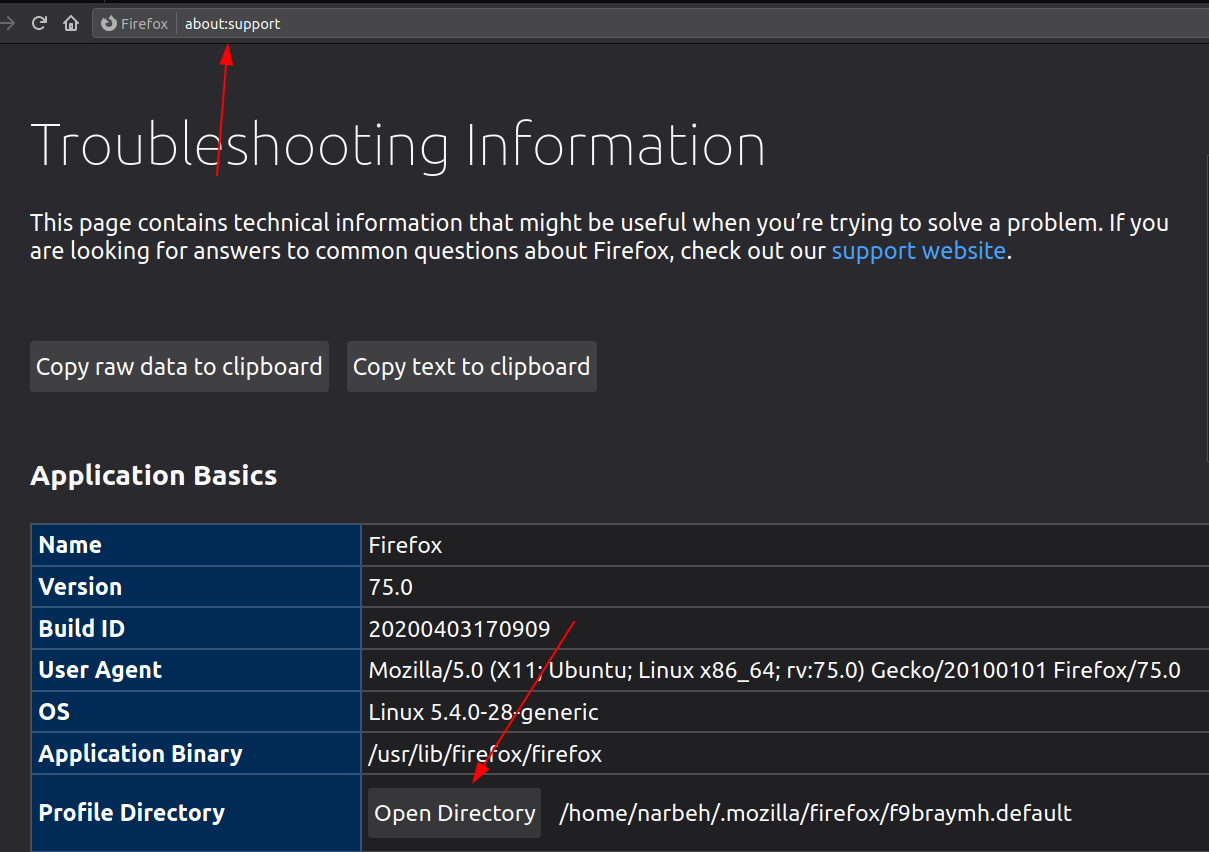 Firefox about:support
Troubleshooting Information
This page contains technical information that might be useful when you’re trying to solve a problem. If you
are looking for answers to common questions about Firefox, check out our support website.
Copy raw data to clipboard Copy text to clipboard
Application Basics
Name Firefox
Version 75.0
Build ID 20200403170909
User Agent Mozilla/5.0 (X11; Ubuntu; Linux x86_64; rv:75.0) Gecko/20100101 Firefox/75.0
OS Linux 5.4.0-28-generic
Application Binary /usr/lib/firefox/firefox
Profile Directory Open Directory /home/narbeh/.mozilla/firefox/f9braymh.default